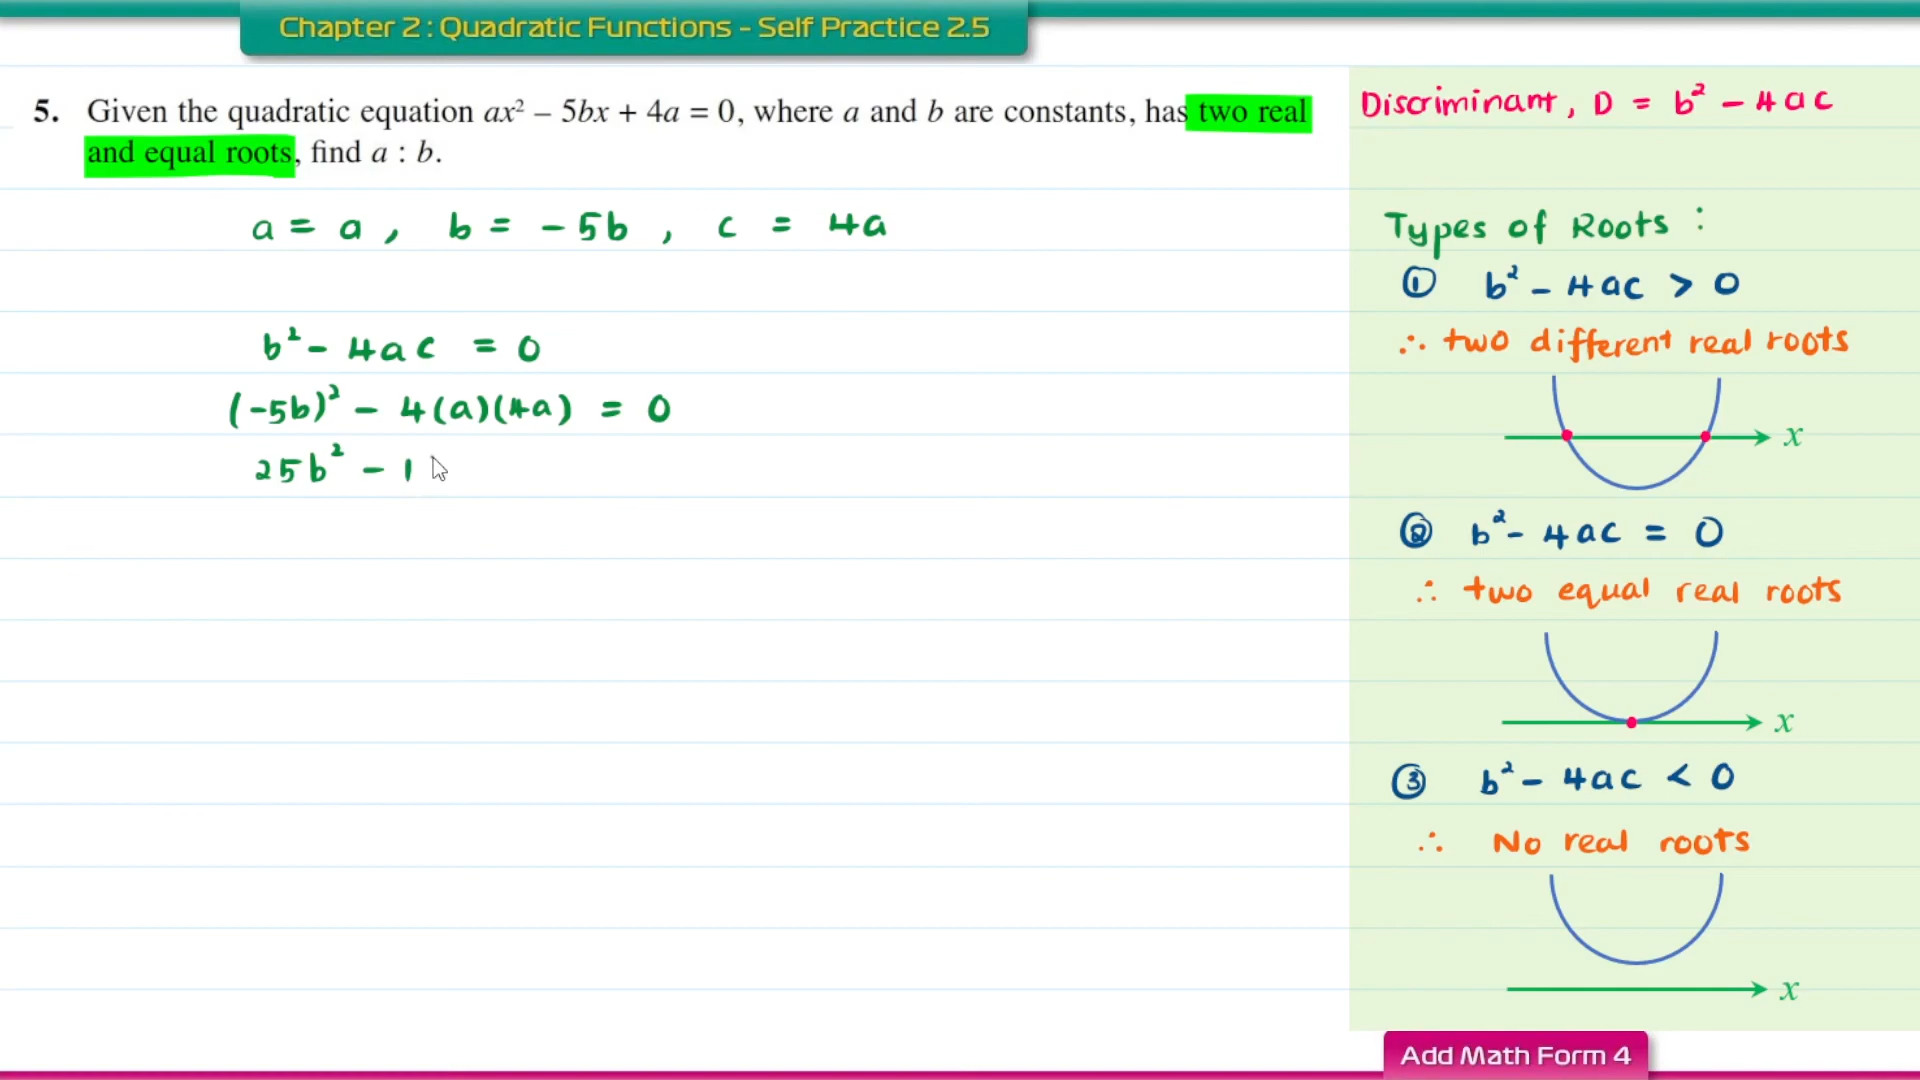 Chapter 2 : Quadratic Functions - Self Practice 2.5
5. Given the quadratic equation ax² – 5bx + 4a = 0, where a and b are constants, has two real
and equal roots, find a : b.
a = a , b = - 5b , c = 4a
b² - 4ac = 0
(-5b)² - 4(a)(4a) = 0
25b² - 1
Discriminant, D = b² - 4ac
Types of Roots :
① b² - 4ac > 0
∴ two different real roots
x
② b² - 4ac = 0
∴ two equal real roots
x
③ b² - 4ac < 0
∴ No real roots
x
Add Math Form 4